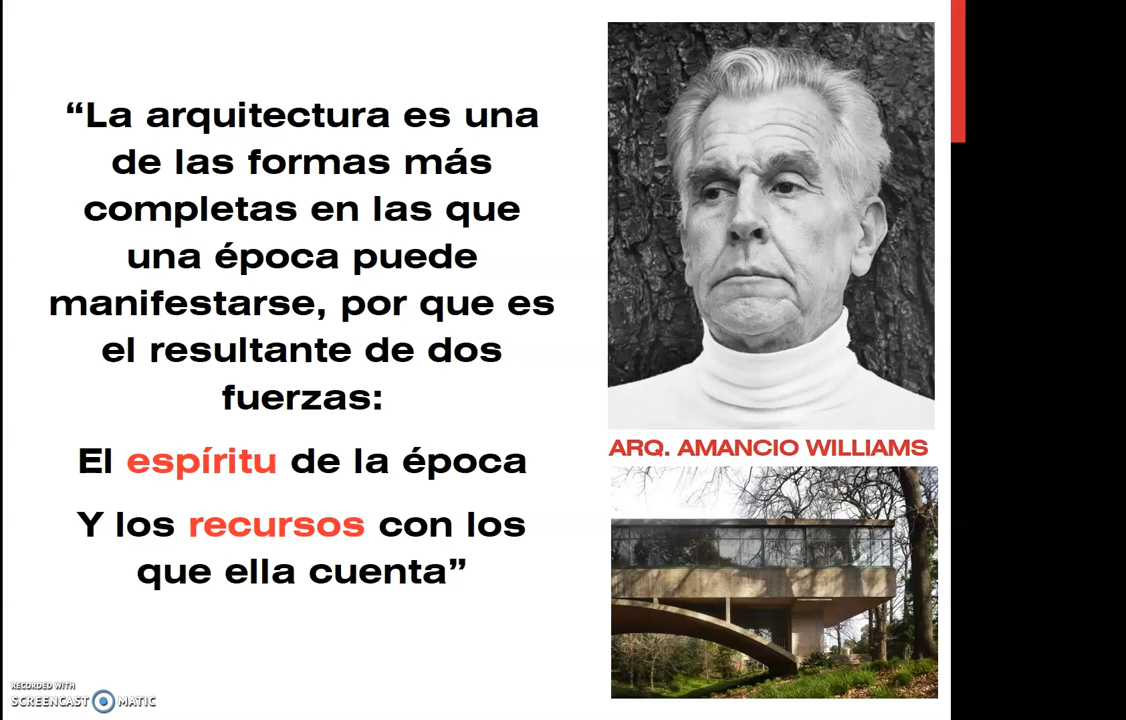 “La arquitectura es una
de las formas más
completas en las que
una época puede
manifestarse, por que es
el resultante de dos
fuerzas:
El espíritu de la época
Y los recursos con los
que ella cuenta”
ARQ. AMANCIO WILLIAMS
RECORDED WITH
SCREENCAST MATIC